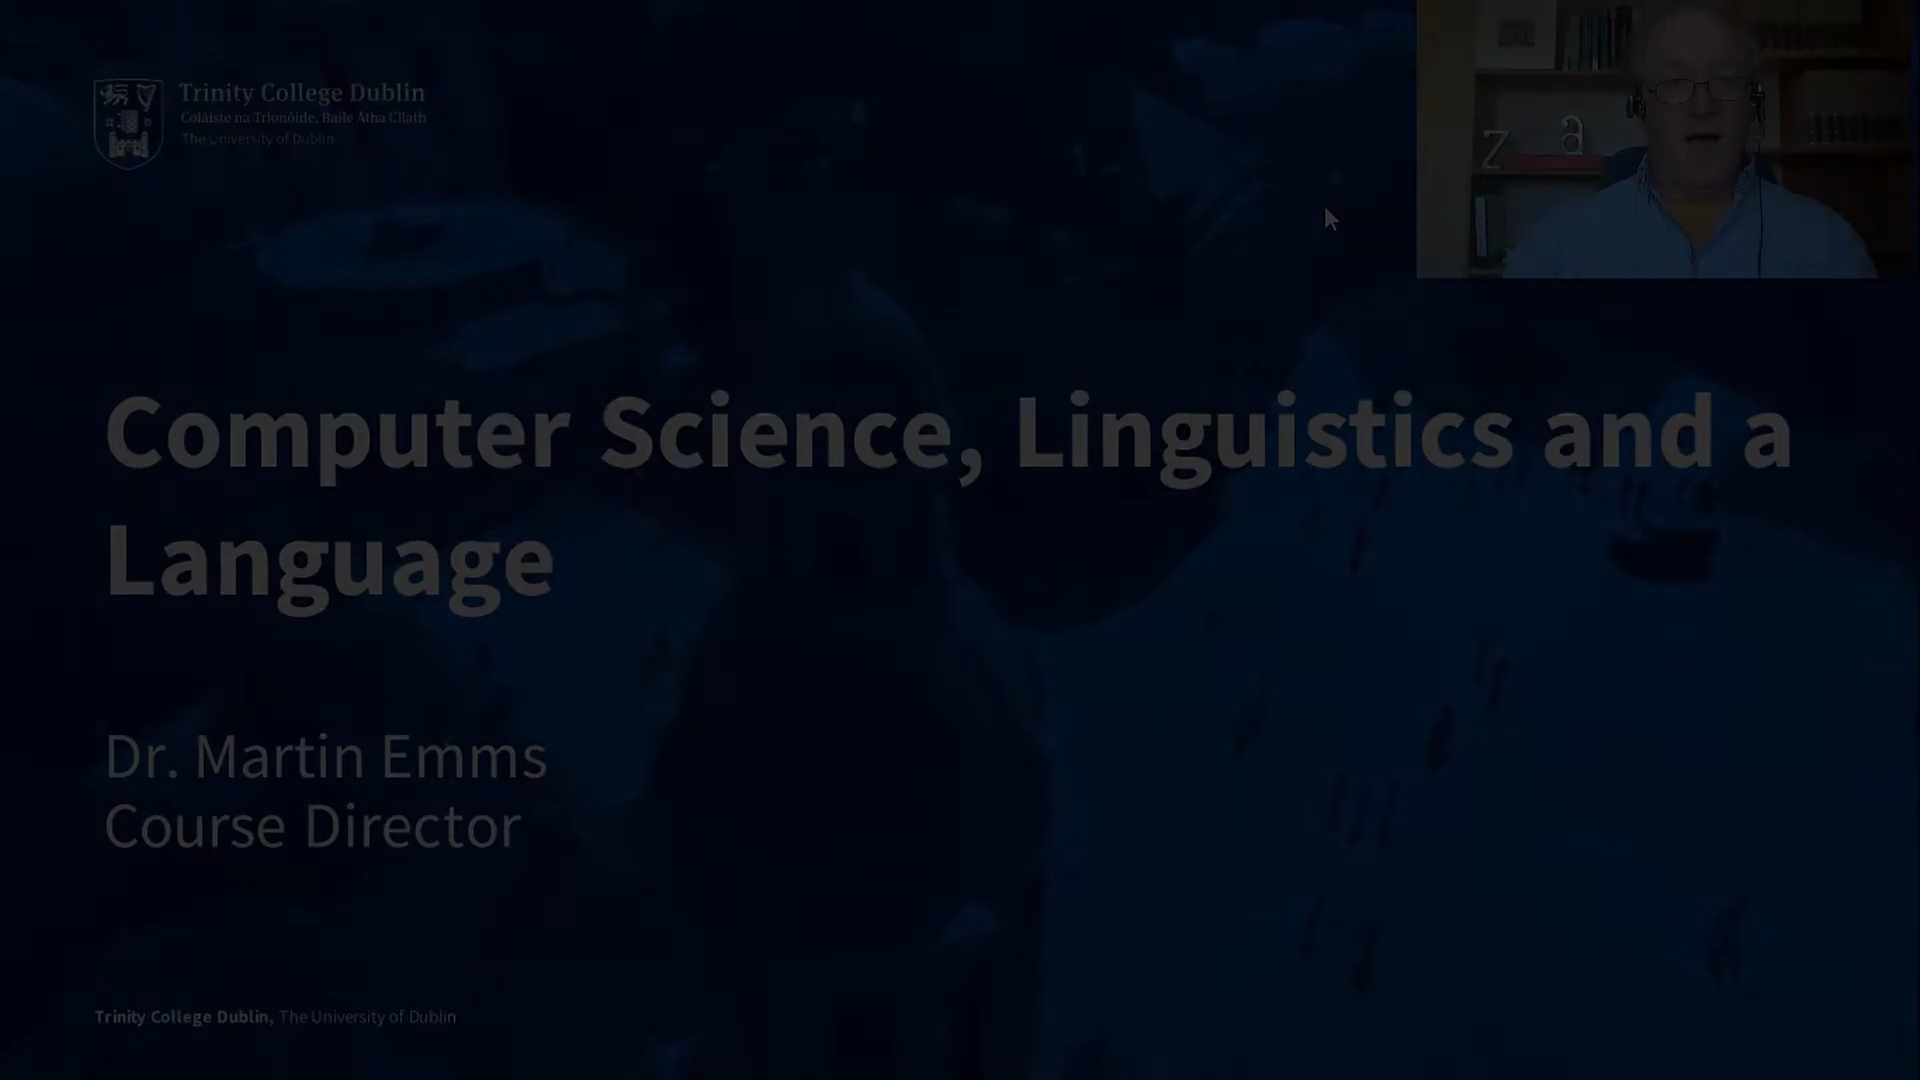 Trinity College Dublin
Coláiste na Tríonóide, Baile Átha Cliath
The University of Dublin
z a
Computer Science, Linguistics and a
Language
Dr. Martin Emms
Course Director
Trinity College Dublin, The University of Dublin